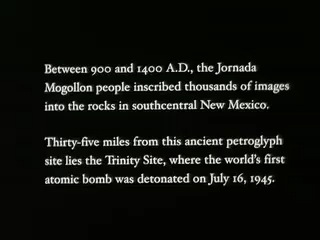 Between 900 and 1400 A.D., the Jornada
Mogollon people inscribed thousands of images
into the rocks in southcentral New Mexico.
Thirty-five miles from this ancient petroglyph
site lies the Trinity Site, where the world's first
atomic bomb was detonated on July 16, 1945.